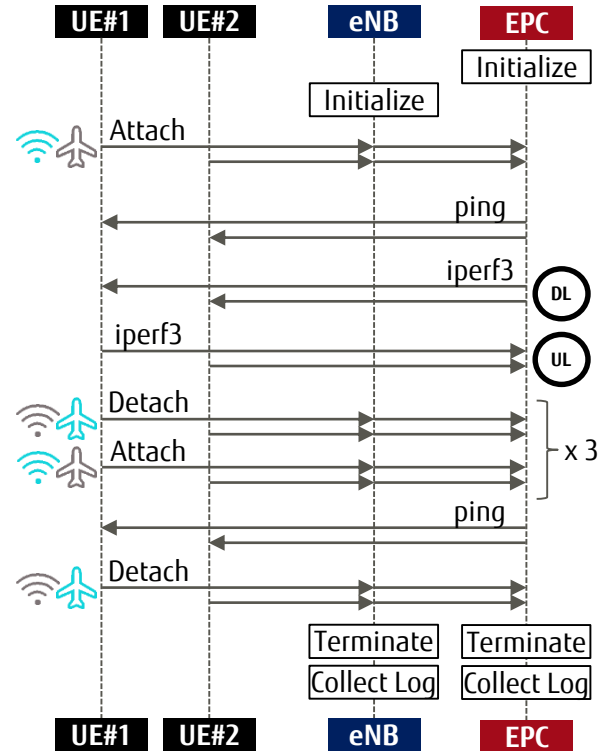 UE#1 UE#2 eNB EPC
Initialize
Initialize
Attach
ping
iperf3
DL
iperf3
UL
Detach
Attach
x 3
ping
Detach
Terminate Terminate
Collect Log Collect Log
UE#1 UE#2 eNB EPC